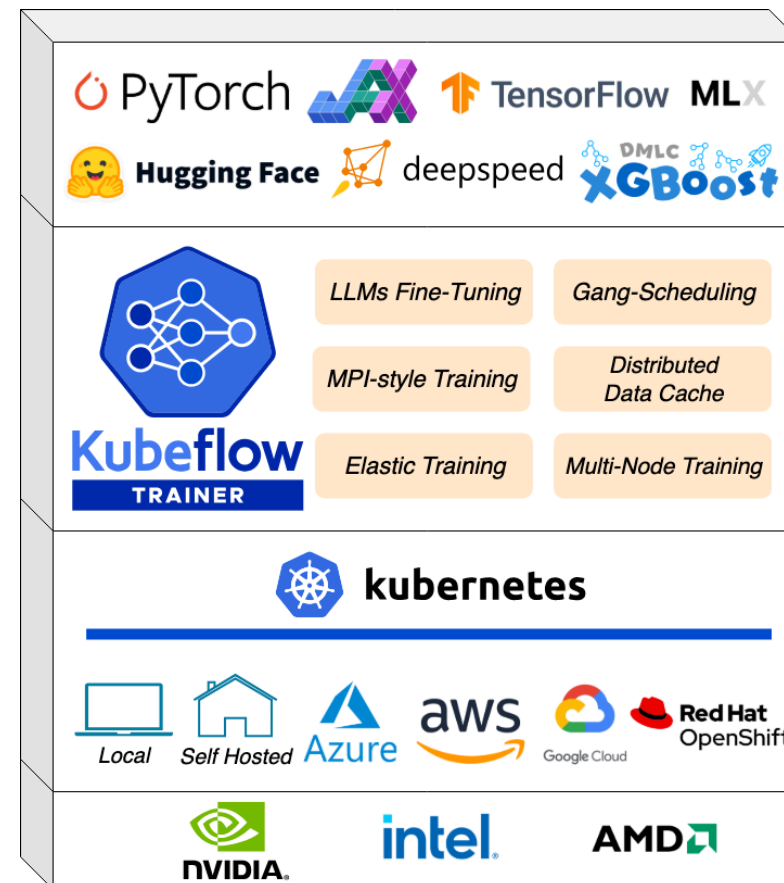 PyTorch JAX TensorFlow MLX
Hugging Face deepspeed DMLC XGBoost
LLMs Fine-Tuning Gang-Scheduling
MPI-style Training Distributed Data Cache
Kubeflow
TRAINER
Elastic Training Multi-Node Training
kubernetes
Local Self Hosted Azure aws Google Cloud Red Hat OpenShift
NVIDIA® intel® AMD